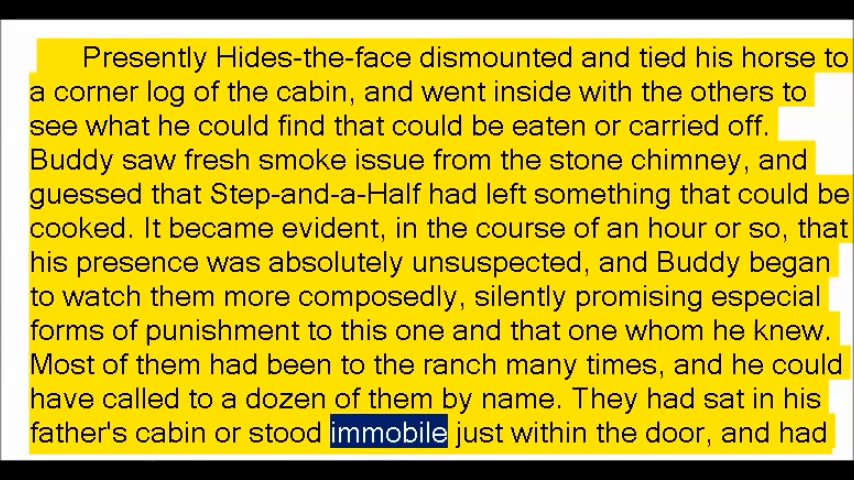 Presently Hides-the-face dismounted and tied his horse to
a corner log of the cabin, and went inside with the others to
see what he could find that could be eaten or carried off.
Buddy saw fresh smoke issue from the stone chimney, and
guessed that Step-and-a-Half had left something that could be
cooked. It became evident, in the course of an hour or so, that
his presence was absolutely unsuspected, and Buddy began
to watch them more composedly, silently promising especial
forms of punishment to this one and that one whom he knew.
Most of them had been to the ranch many times, and he could
have called to a dozen of them by name. They had sat in his
father's cabin or stood immobile just within the door, and had